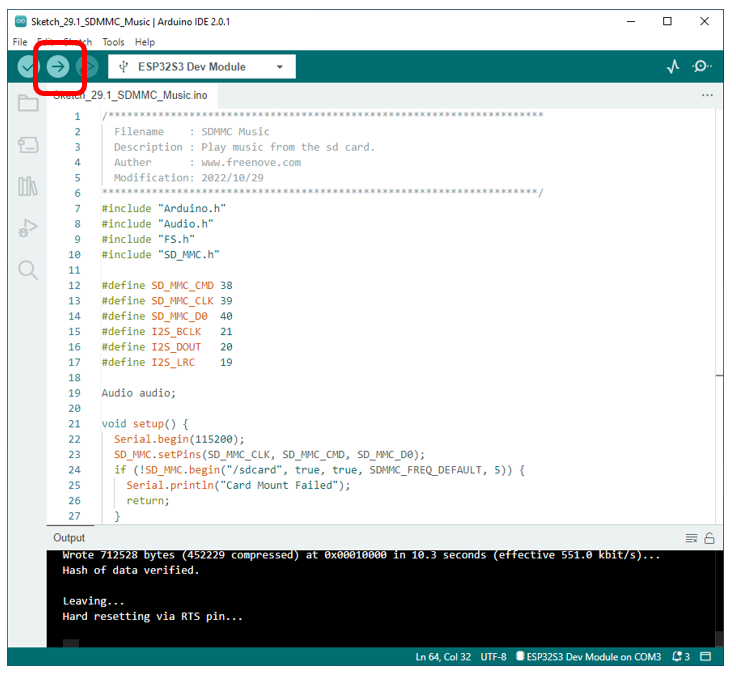 Sketch_29.1_SDMMC_Music | Arduino IDE 2.0.1
File Edit Sketch Tools Help
ESP32S3 Dev Module
Sketch_29.1_SDMMC_Music.ino
1 /**********************************************************************
2 Filename    : SDMMC Music
3 Description : Play music from the sd card.
4 Auther      : www.freenove.com
5 Modification: 2022/10/29
6 **********************************************************************/
7 #include "Arduino.h"
8 #include "Audio.h"
9 #include "FS.h"
10 #include "SD_MMC.h"
11
12 #define SD_MMC_CMD 38
13 #define SD_MMC_CLK 39
14 #define SD_MMC_D0  40
15 #define I2S_BCLK   21
16 #define I2S_DOUT   20
17 #define I2S_LRC    19
18
19 Audio audio;
20
21 void setup() {
22   Serial.begin(115200);
23   SD_MMC.setPins(SD_MMC_CLK, SD_MMC_CMD, SD_MMC_D0);
24   if (!SD_MMC.begin("/sdcard", true, true, SDMMC_FREQ_DEFAULT, 5)) {
25     Serial.println("Card Mount Failed");
26     return;
27   }
Output
Wrote 712528 bytes (452229 compressed) at 0x00010000 in 10.3 seconds (effective 551.0 kbit/s)...
Hash of data verified.
Leaving...
Hard resetting via RTS pin...
Ln 64, Col 32 UTF-8 ESP32S3 Dev Module on COM3 3